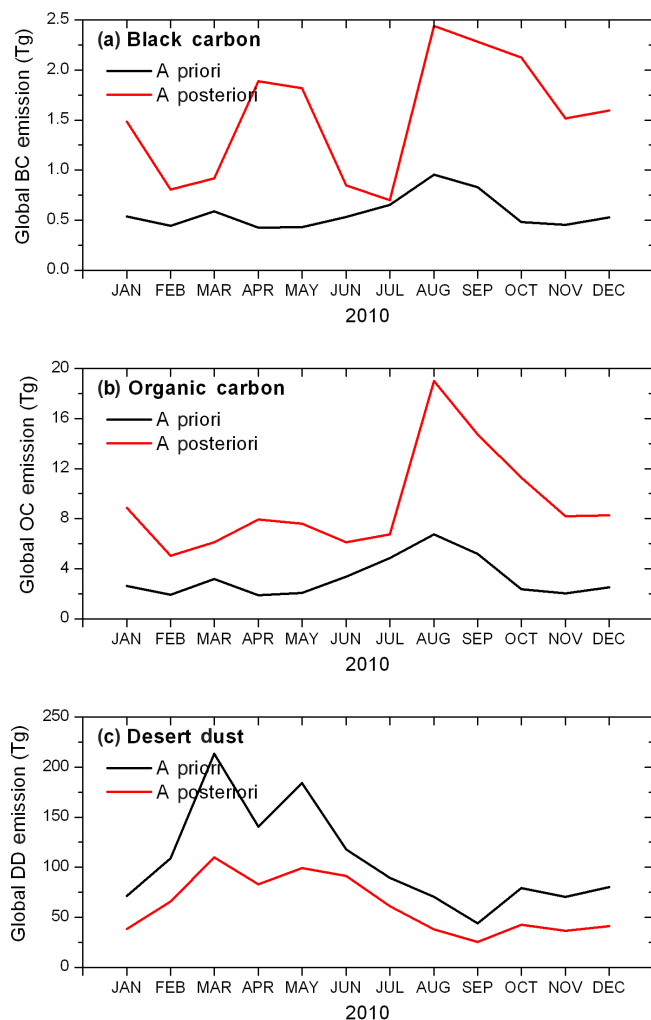 (a) Black carbon
A priori
A posteriori
Global BC emission (Tg)
2.5
2.0
1.5
1.0
0.5
0.0
JAN FEB MAR APR MAY JUN JUL AUG SEP OCT NOV DEC
2010
(b) Organic carbon
A priori
A posteriori
Global OC emission (Tg)
20
16
12
8
4
0
JAN FEB MAR APR MAY JUN JUL AUG SEP OCT NOV DEC
2010
(c) Desert dust
A priori
A posteriori
Global DD emission (Tg)
250
200
150
100
50
0
JAN FEB MAR APR MAY JUN JUL AUG SEP OCT NOV DEC
2010